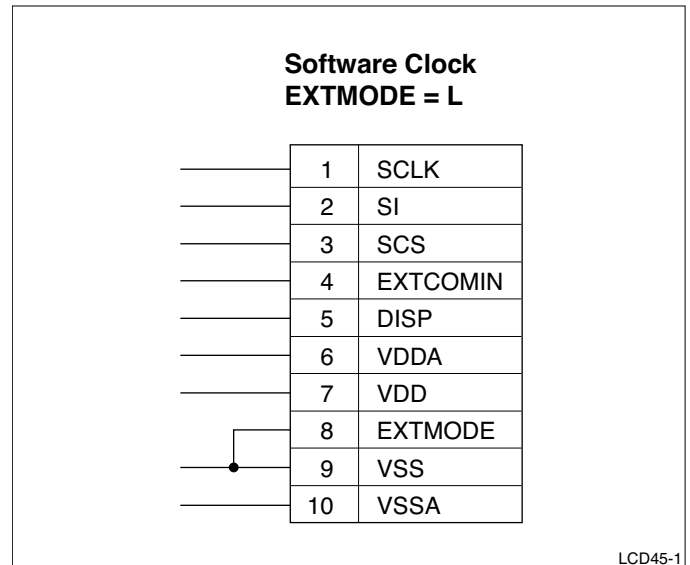 Software Clock
EXTMODE = L
1 SCLK
2 SI
3 SCS
4 EXTCOMIN
5 DISP
6 VDDA
7 VDD
8 EXTMODE
9 VSS
10 VSSA
LCD45-1